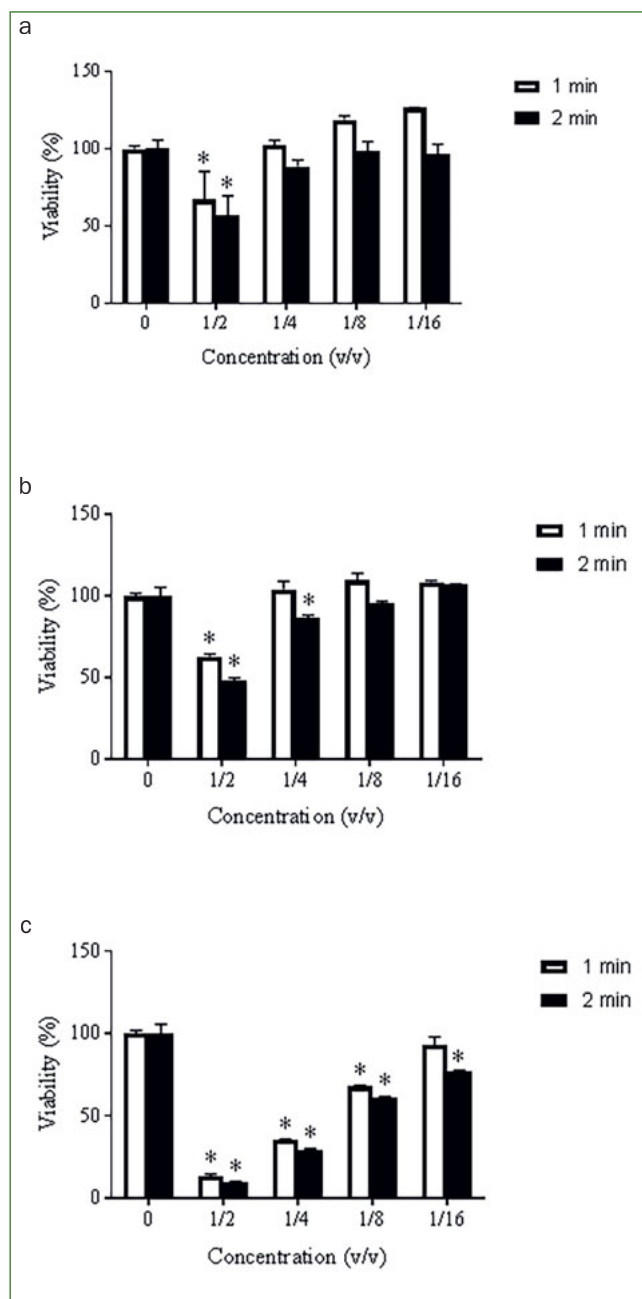 a
150
100
50
0
Viability (%)
* *
0 1/2 1/4 1/8 1/16
Concentration (v/v)
1 min
2 min
b
150
100
50
0
Viability (%)
* * *
0 1/2 1/4 1/8 1/16
Concentration (v/v)
1 min
2 min
c
150
100
50
0
Viability (%)
* * * * * * *
0 1/2 1/4 1/8 1/16
Concentration (v/v)
1 min
2 min